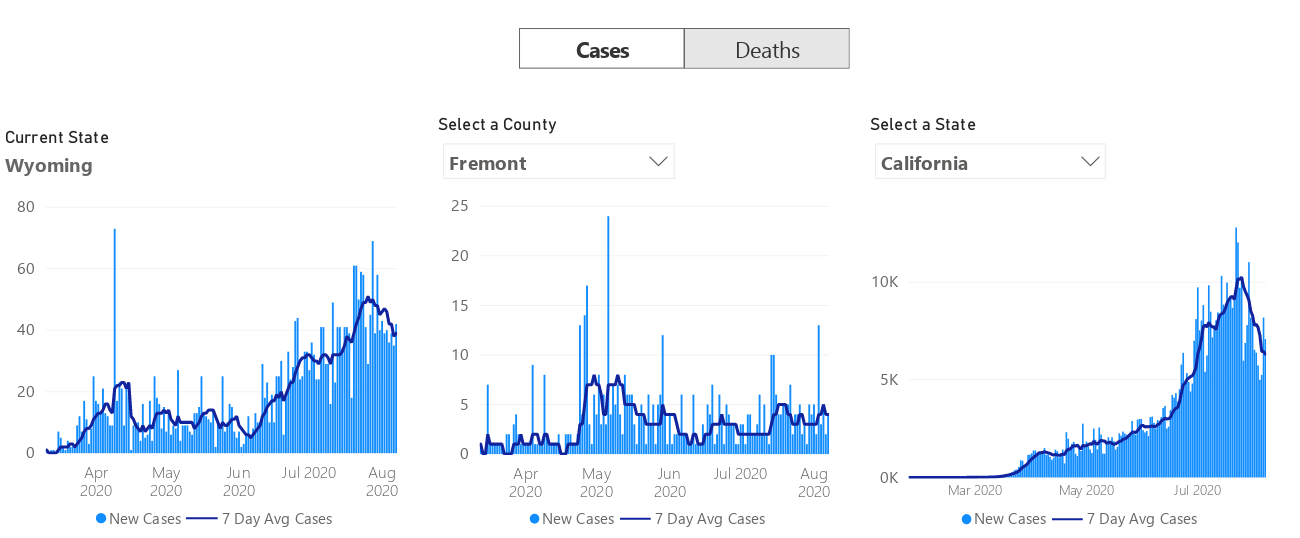 Cases Deaths
Current State
Wyoming
80
60
40
20
0
Apr 2020
May 2020
Jun 2020
Jul 2020
Aug 2020
New Cases 7 Day Avg Cases
Select a County
Fremont
25
20
15
10
5
0
Apr 2020
May 2020
Jun 2020
Jul 2020
Aug 2020
New Cases 7 Day Avg Cases
Select a State
California
10K
5K
0K
Mar 2020 May 2020 Jul 2020
New Cases 7 Day Avg Cases